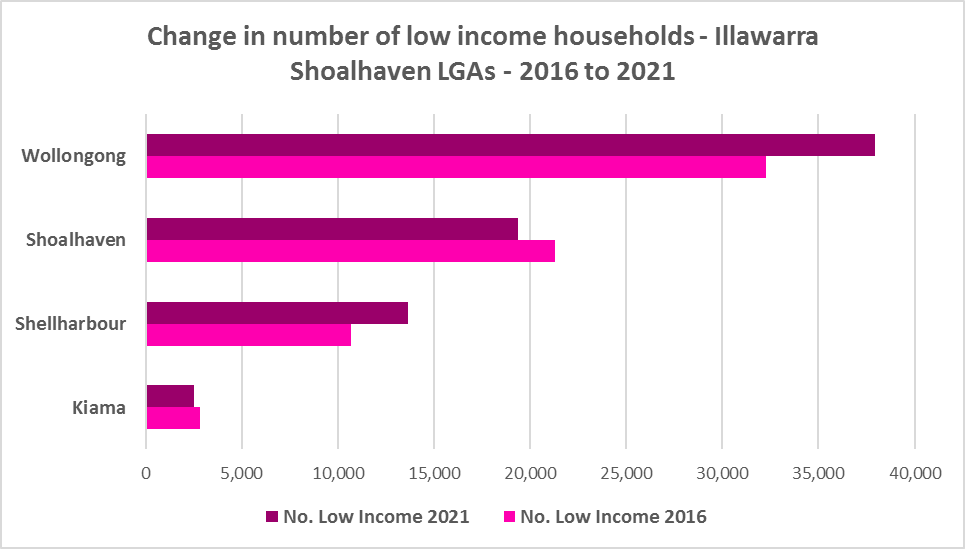 Change in number of low income households - Illawarra
Shoalhaven LGAs - 2016 to 2021
Wollongong
Shoalhaven
Shellharbour
Kiama
0 5,000 10,000 15,000 20,000 25,000 30,000 35,000 40,000
No. Low Income 2021 No. Low Income 2016